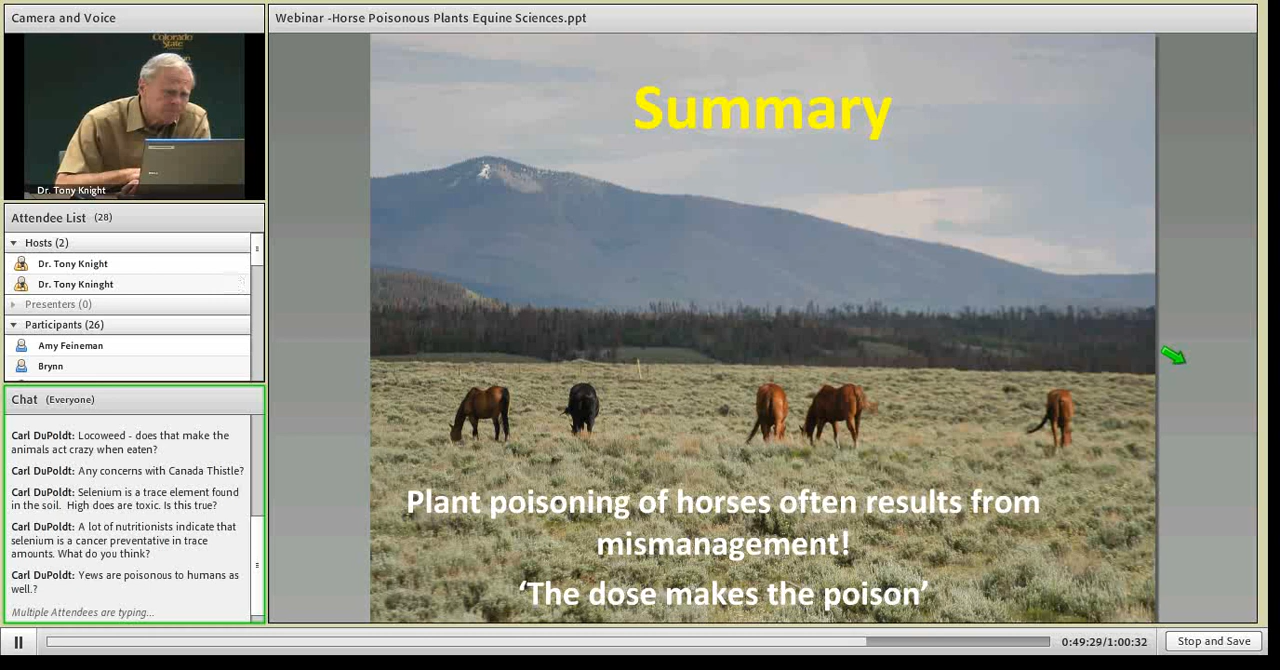 Camera and Voice
Colorado
State
Dr. Tony Knight
Attendee List (28)
Hosts (2)
Dr. Tony Knight
Dr. Tony Kninght
Presenters (0)
Participants (26)
Amy Feineman
Brynn
Chat (Everyone)
Carl DuPoldt: Locoweed - does that make the
animals act crazy when eaten?
Carl DuPoldt: Any concerns with Canada Thistle?
Carl DuPoldt: Selenium is a trace element found
in the soil. High does are toxic. Is this true?
Carl DuPoldt: A lot of nutritionists indicate that
selenium is a cancer preventative in trace
amounts. What do you think?
Carl DuPoldt: Yews are poisonous to humans as
well.?
Multiple Attendees are typing...
Webinar -Horse Poisonous Plants Equine Sciences.ppt
Summary
Plant poisoning of horses often results from
mismanagement!
‘The dose makes the poison’
0:49:29/1:00:32
Stop and Save